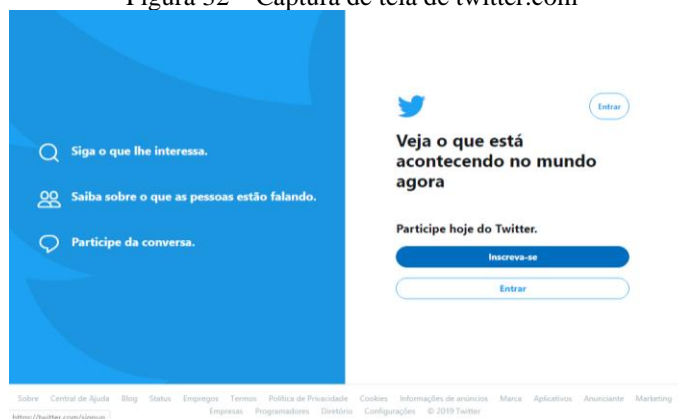 Figura 32 – Captura de tela de twitter.com
Siga o que lhe interessa.
Saiba sobre o que as pessoas estão falando.
Participe da conversa.
Entrar
Veja o que está
acontecendo no mundo
agora
Participe hoje do Twitter.
Inscreva-se
Entrar
Sobre Central de Ajuda Blog Status Empregos Termos Política de Privacidade Cookies Informações de anúncios Marca Aplicativos Anunciante Marketing
Empresas Programadores Diretório Configurações © 2019 Twitter
https://twitter.com/signup